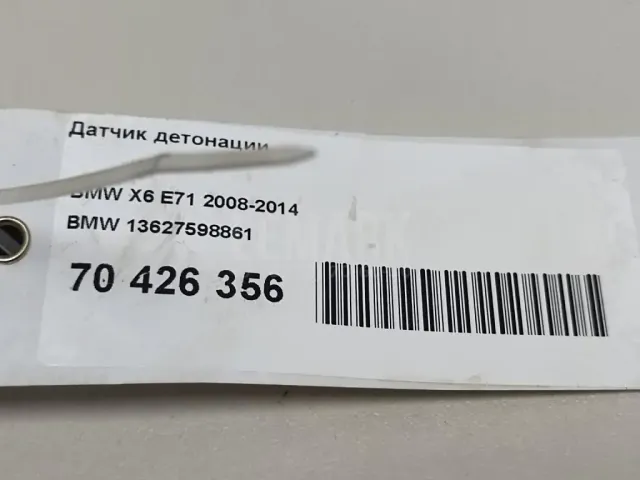 Датчик детонации
BMW X6 E71 2008-2014
BMW 13627598861
70 426 356